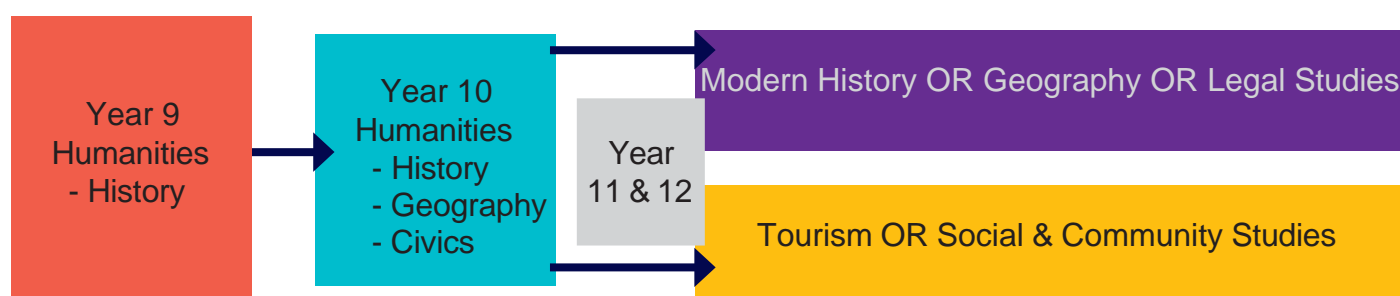 Year 9
Humanities
- History
Year 10
Humanities
- History
- Geography
- Civics
Year
11 & 12
Modern History OR Geography OR Legal Studies
Tourism OR Social & Community Studies